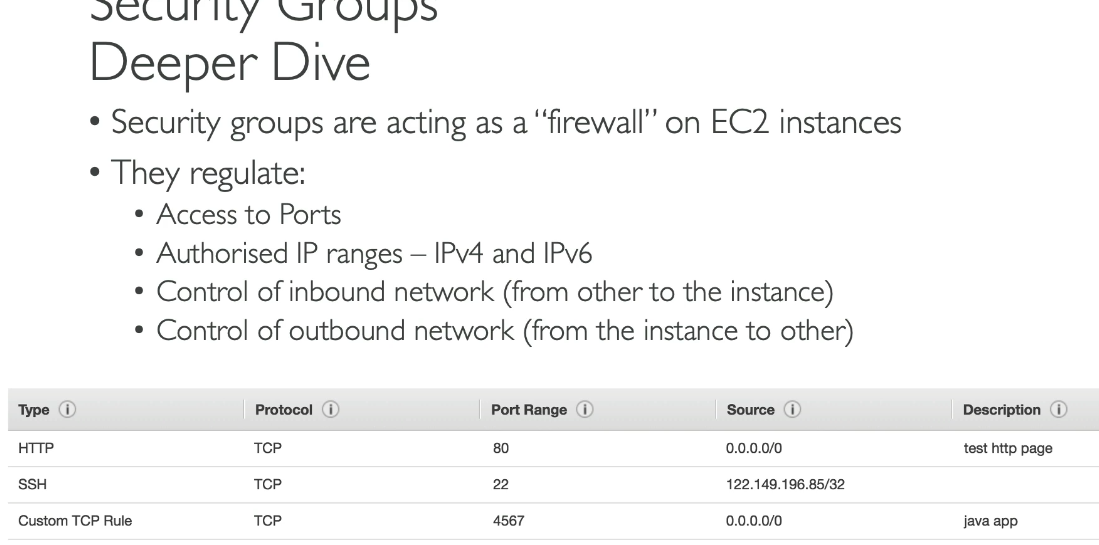 Security Groups
Deeper Dive
• Security groups are acting as a “firewall” on EC2 instances
• They regulate:
• Access to Ports
• Authorised IP ranges – IPv4 and IPv6
• Control of inbound network (from other to the instance)
• Control of outbound network (from the instance to other)
Type Protocol Port Range Source Description
HTTP TCP 80 0.0.0.0/0 test http page
SSH TCP 22 122.149.196.85/32
Custom TCP Rule TCP 4567 0.0.0.0/0 java app